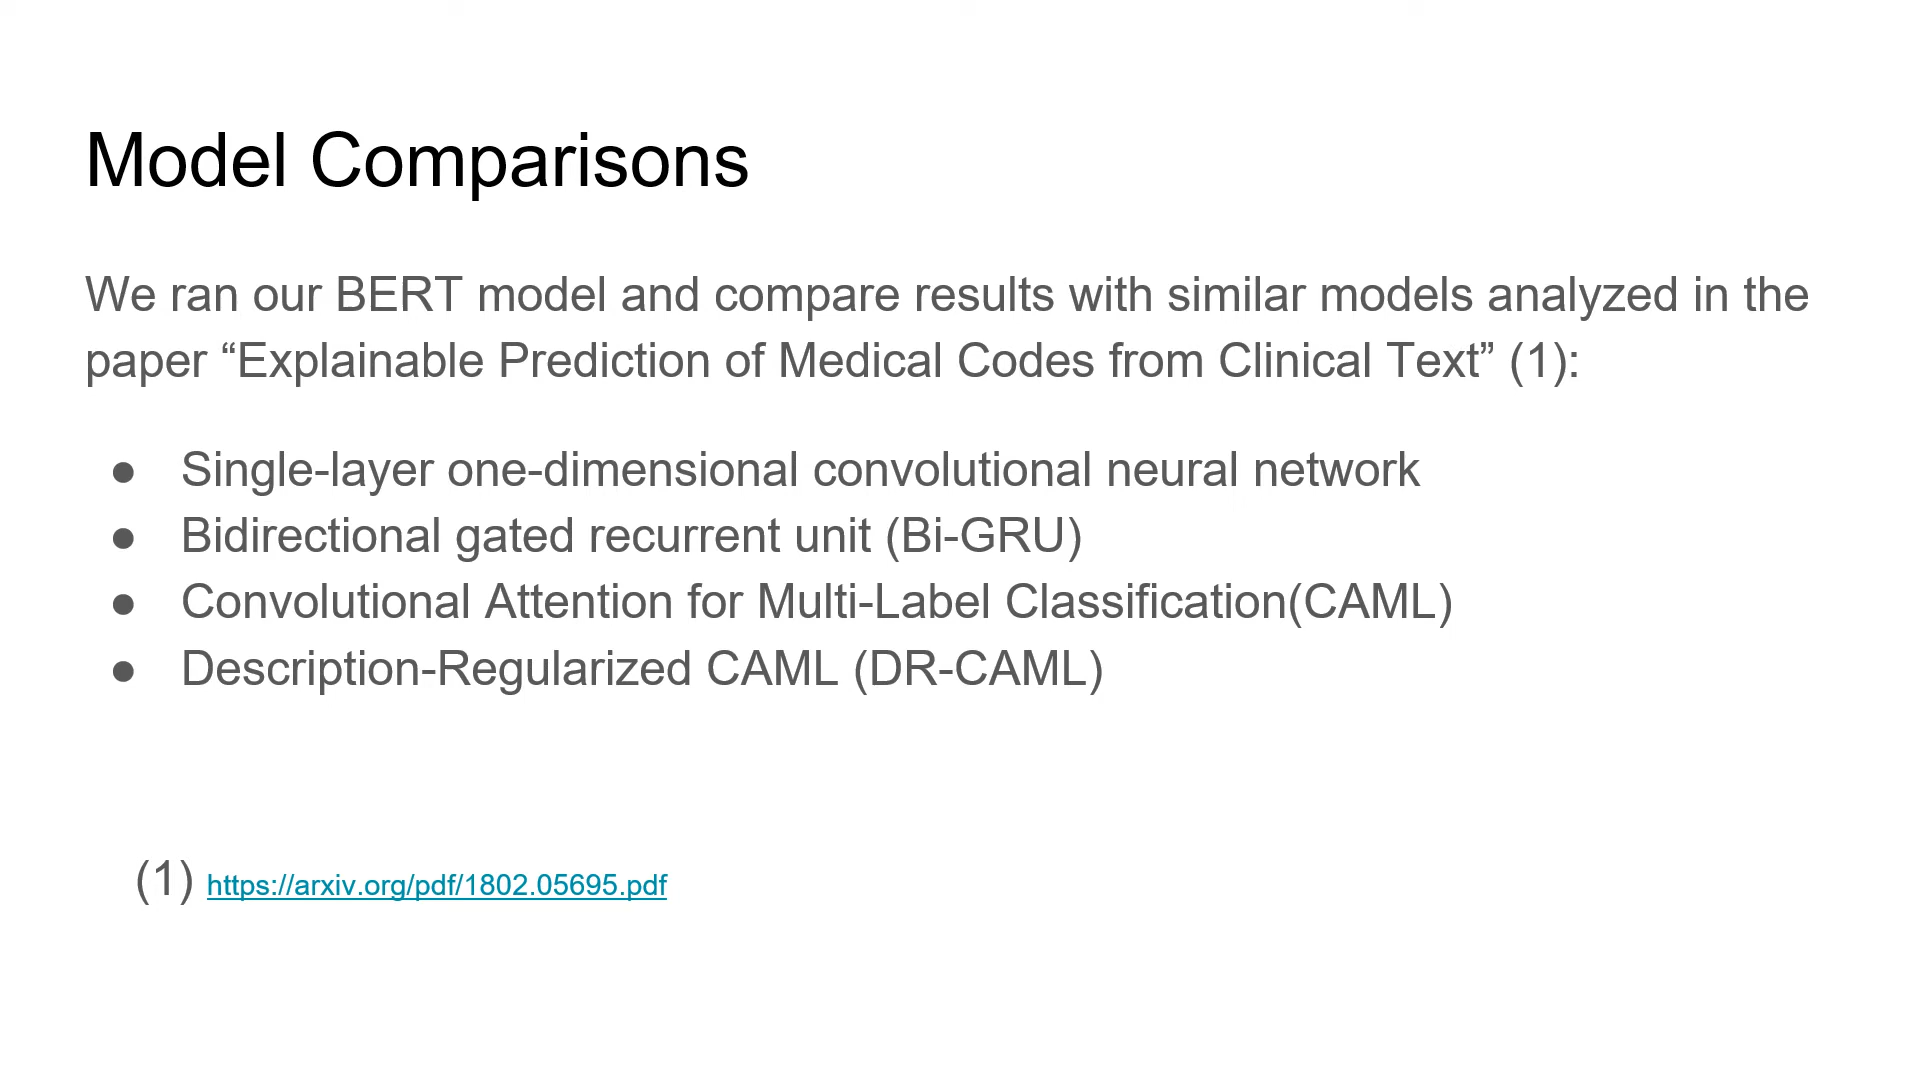 Model Comparisons
We ran our BERT model and compare results with similar models analyzed in the
paper “Explainable Prediction of Medical Codes from Clinical Text” (1):
● Single-layer one-dimensional convolutional neural network
● Bidirectional gated recurrent unit (Bi-GRU)
● Convolutional Attention for Multi-Label Classification(CAML)
● Description-Regularized CAML (DR-CAML)
(1) https://arxiv.org/pdf/1802.05695.pdf